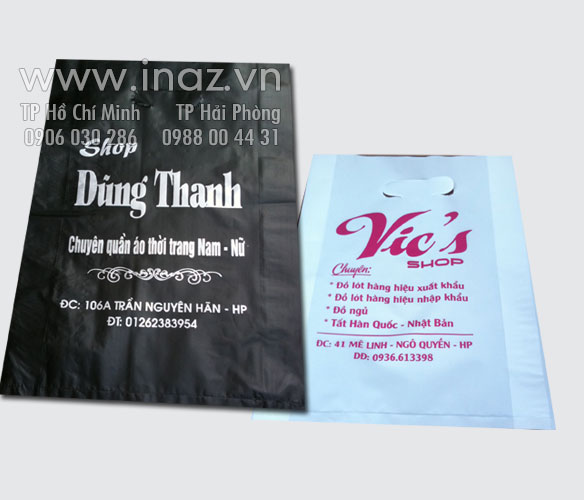 www.inaz.vn
TP Hồ Chí Minh TP Hải Phòng
0906 030 286 0988 00 44 31
Shop
Dũng Thanh
Chuyên quần áo thời trang Nam - Nữ
ĐC: 106A TRẦN NGUYÊN HÃN - HP
ĐT: 01262383954
Vic's
SHOP
Chuyên:
* Đồ lót hàng hiệu xuất khẩu
* Đồ lót hàng hiệu nhập khẩu
* Đồ ngủ
* Tất Hàn Quốc - Nhật Bản
ĐC: 41 MÊ LINH - NGÔ QUYỀN - HP
DĐ: 0936.613398